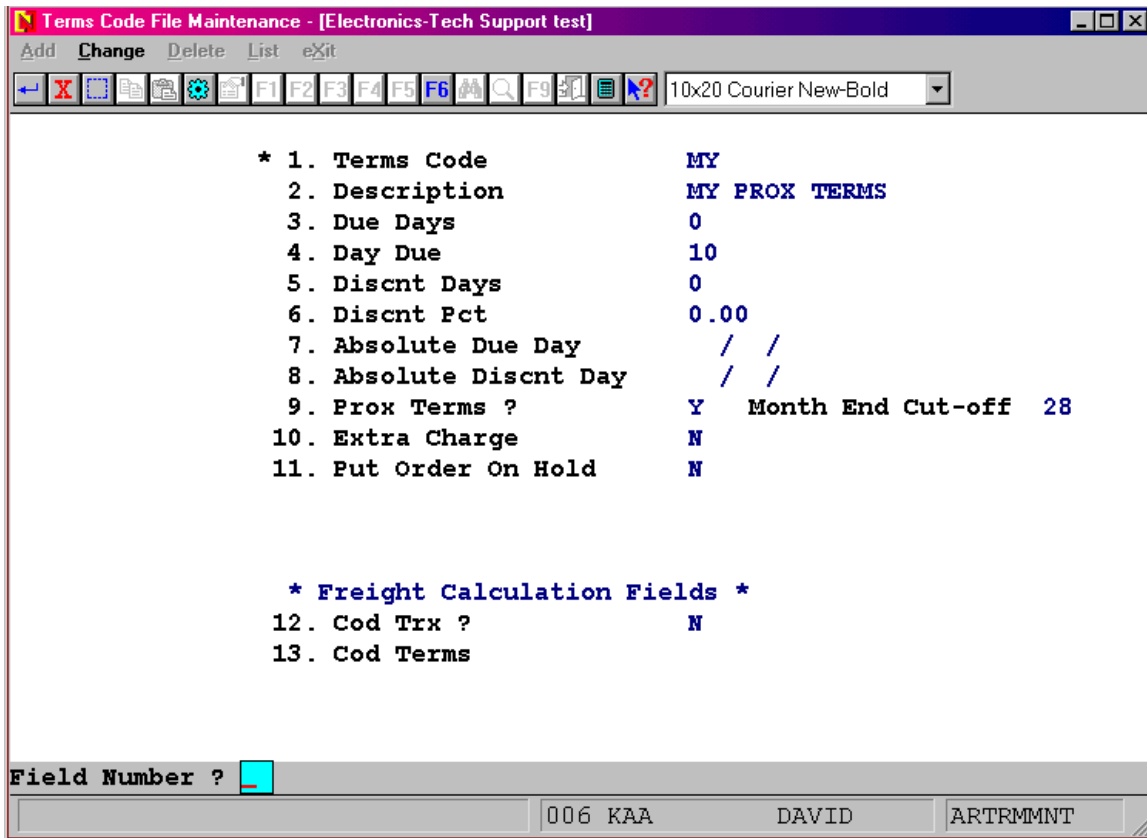 Terms Code File Maintenance - [Electronics-Tech Support test]
Add Change Delete List eXit
F1 F2 F3 F4 F5 F6 F9 10x20 Courier New-Bold
* 1. Terms Code MY
2. Description MY PROX TERMS
3. Due Days 0
4. Day Due 10
5. Discnt Days 0
6. Discnt Pct 0.00
7. Absolute Due Day / /
8. Absolute Discnt Day / /
9. Prox Terms ? Y Month End Cut-off 28
10. Extra Charge N
11. Put Order On Hold N
* Freight Calculation Fields *
12. Cod Trx ? N
13. Cod Terms
Field Number ? _
006 KAA DAVID ARTRMMNT